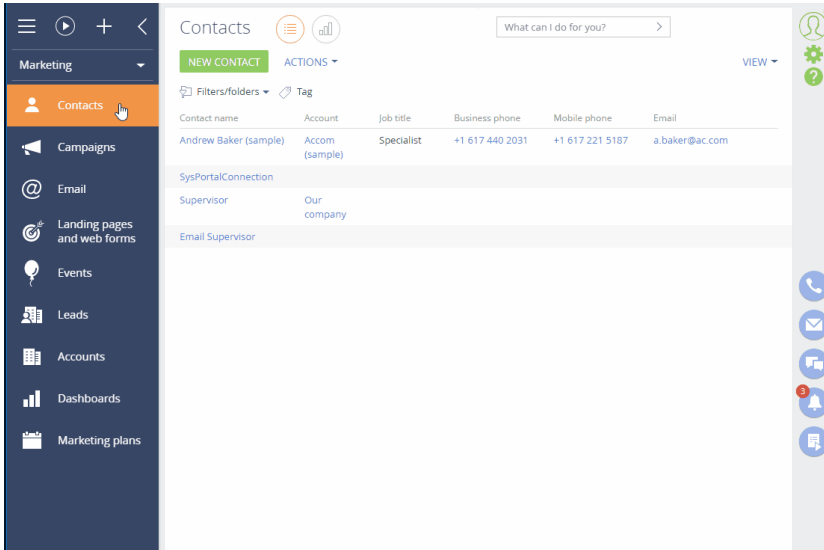 Marketing
Contacts
Campaigns
Email
Landing pages
and web forms
Events
Leads
Accounts
Dashboards
Marketing plans
Contacts
What can I do for you?
NEW CONTACT ACTIONS
VIEW
Filters/folders Tag
Contact name Account Job title Business phone Mobile phone Email
Andrew Baker (sample) Accom Specialist +1 617 440 2031 +1 617 221 5187 a.baker@ac.com
(sample)
SysPortalConnection
Supervisor Our
company
Email Supervisor
?
3